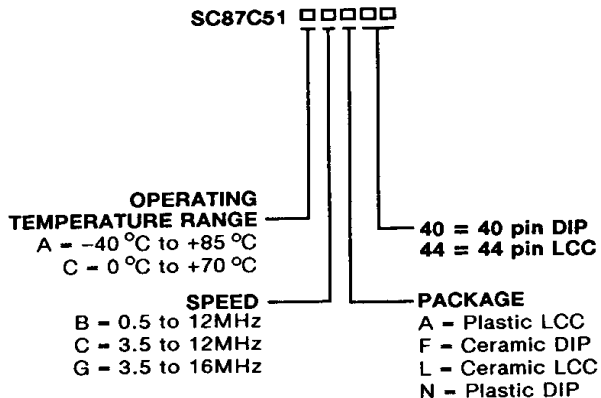 SC87C51 □□□□□
OPERATING
TEMPERATURE RANGE
A = -40 °C to +85 °C
C = 0 °C to +70 °C
40 = 40 pin DIP
44 = 44 pin LCC
SPEED
B = 0.5 to 12MHz
C = 3.5 to 12MHz
G = 3.5 to 16MHz
PACKAGE
A = Plastic LCC
F = Ceramic DIP
L = Ceramic LCC
N = Plastic DIP